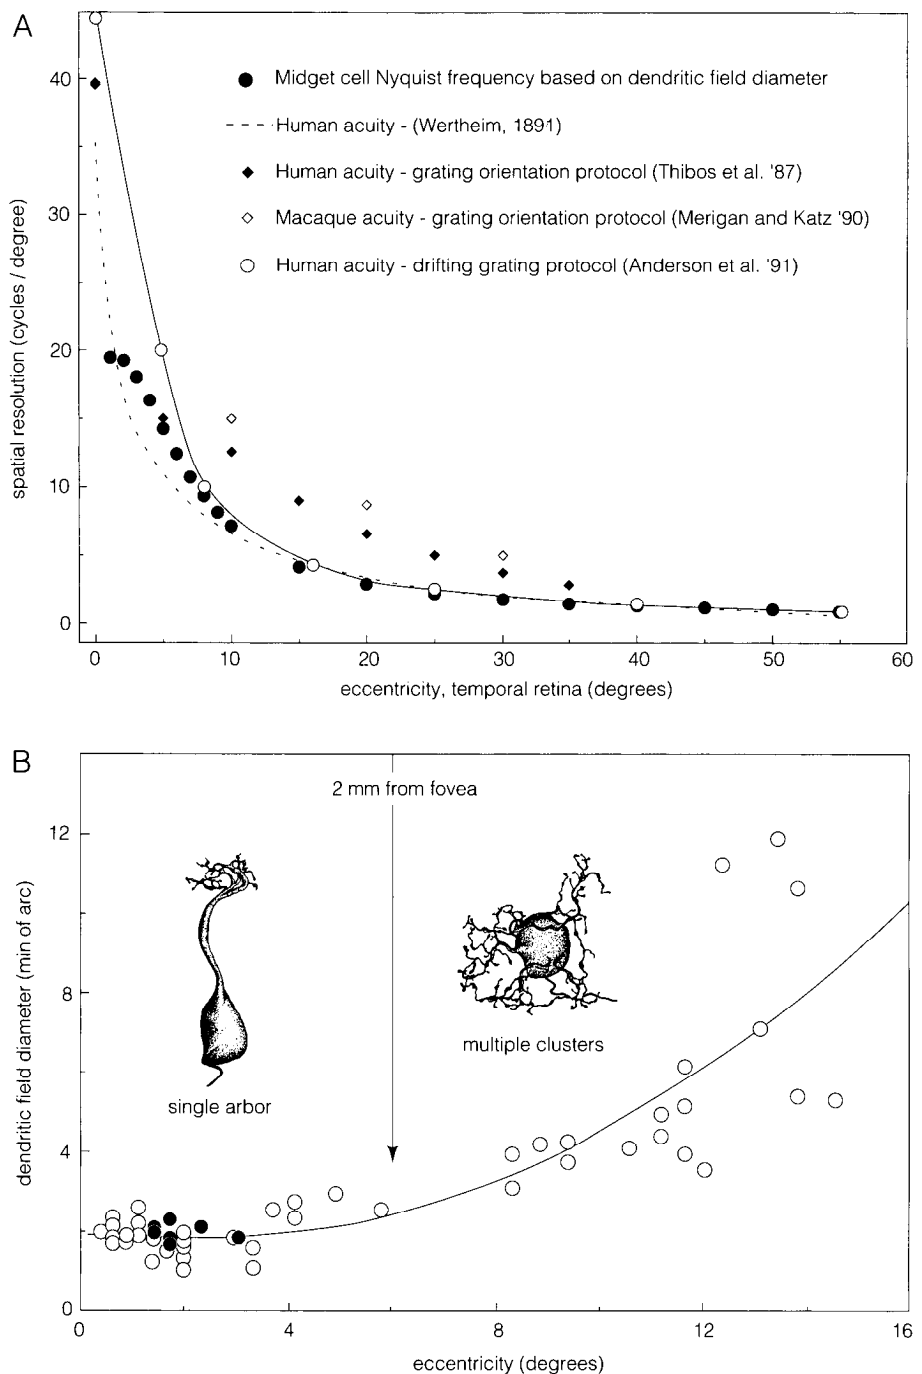 A
40
30
20
10
0
spatial resolution (cycles / degree)
Midget cell Nyquist frequency based on dendritic field diameter
Human acuity - (Wertheim, 1891)
Human acuity - grating orientation protocol (Thibos et al. '87)
Macaque acuity - grating orientation protocol (Merigan and Katz '90)
Human acuity - drifting grating protocol (Anderson et al. '91)
0 10 20 30 40 50 60
eccentricity, temporal retina (degrees)
B
12
8
4
0
dendritic field diameter (min of arc)
2 mm from fovea
single arbor
multiple clusters
0 4 8 12 16
eccentricity (degrees)